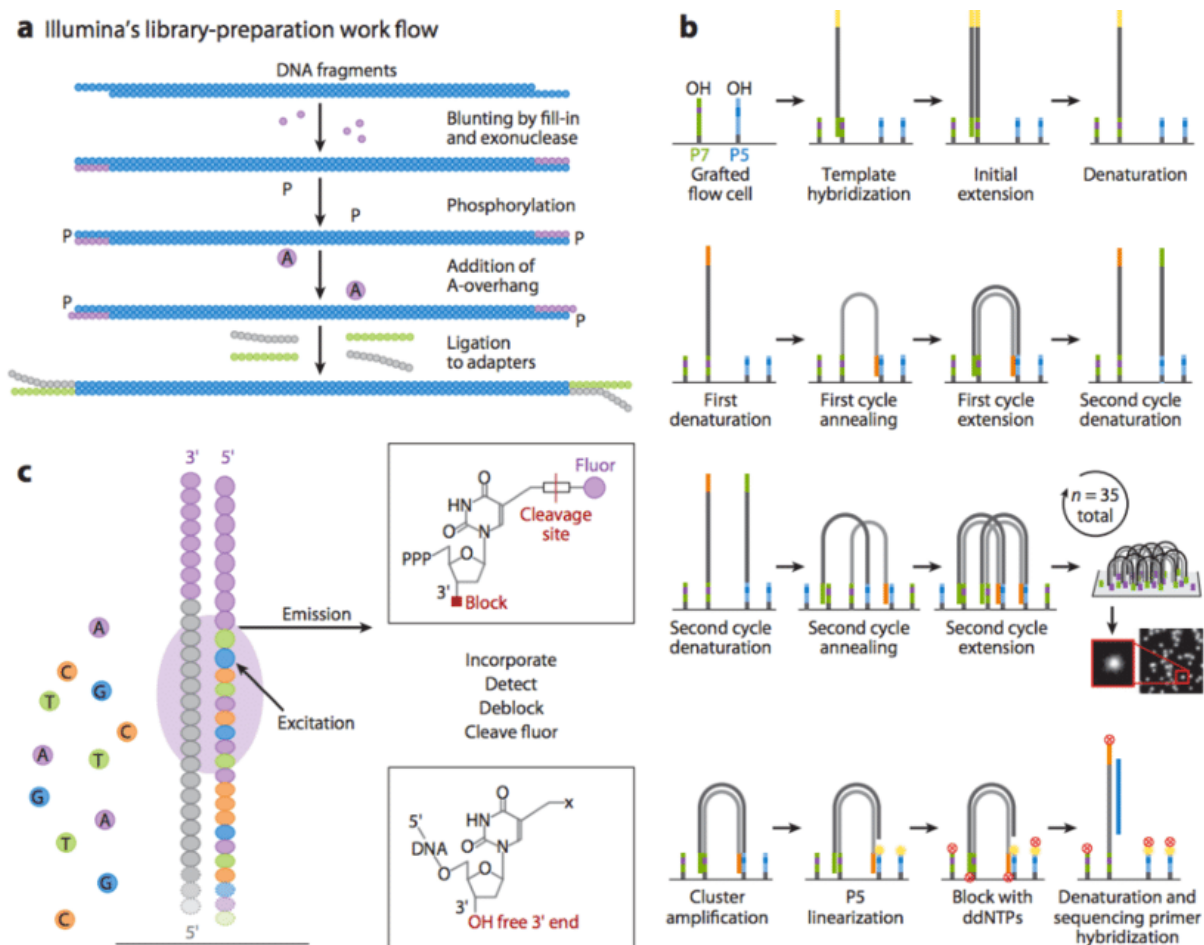 a Illumina's library-preparation work flow
DNA fragments
Blunting by fill-in
and exonuclease
P
P
Phosphorylation
P
P
A
A
Addition of
A-overhang
P
P
Ligation
to adapters
b
OH OH
P7 P5
Grafted
flow cell
Template
hybridization
Initial
extension
Denaturation
First
denaturation
First cycle
annealing
First cycle
extension
Second cycle
denaturation
Second cycle
denaturation
Second cycle
annealing
Second cycle
extension
n = 35
total
Cluster
amplification
P5
linearization
Block with
ddNTPs
Denaturation and
sequencing primer
hybridization
c
3' 5'
A
C
G
T
C
A
T
G
A
T
G
C
5'
Emission
Excitation
Fluor
Cleavage
site
O
HN
O
N
PPP
O
3'
Block
Incorporate
Detect
Deblock
Cleave fluor
O
x
HN
5'
O
N
DNA
O
O
3'
OH free 3' end